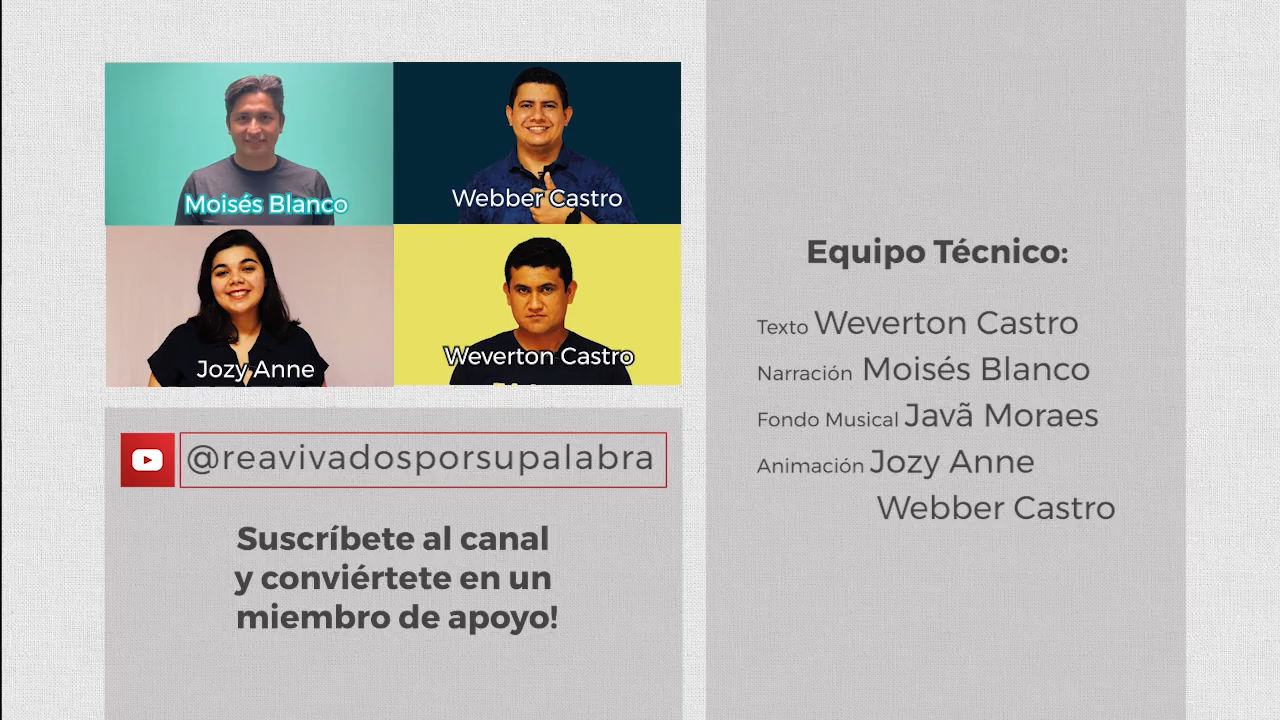 Moisés Blanco
Webber Castro
Jozy Anne
Weverton Castro
@reavivadosporsupalabra
Suscríbete al canal
y conviértete en un
miembro de apoyo!
Equipo Técnico:
Texto Weverton Castro
Narración Moisés Blanco
Fondo Musical Javã Moraes
Animación Jozy Anne
Webber Castro